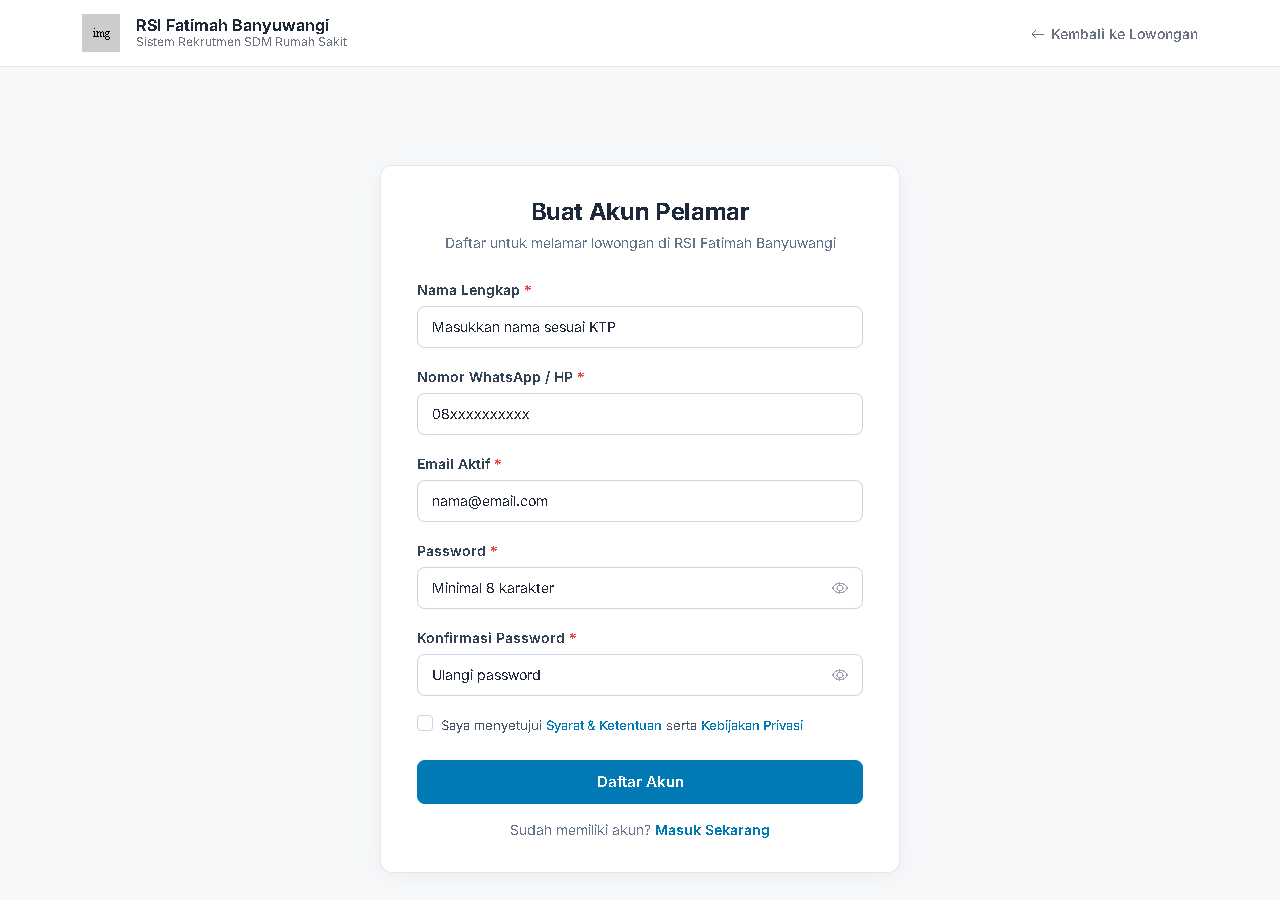 img
RSI Fatimah Banyuwangi
Sistem Rekrutmen SDM Rumah Sakit
← Kembali ke Lowongan
Buat Akun Pelamar
Daftar untuk melamar lowongan di RSI Fatimah Banyuwangi
Nama Lengkap *
Masukkan nama sesuai KTP
Nomor WhatsApp / HP *
08xxxxxxxxxx
Email Aktif *
nama@email.com
Password *
Minimal 8 karakter
Konfirmasi Password *
Ulangi password
Saya menyetujui Syarat & Ketentuan serta Kebijakan Privasi
Daftar Akun
Sudah memiliki akun? Masuk Sekarang